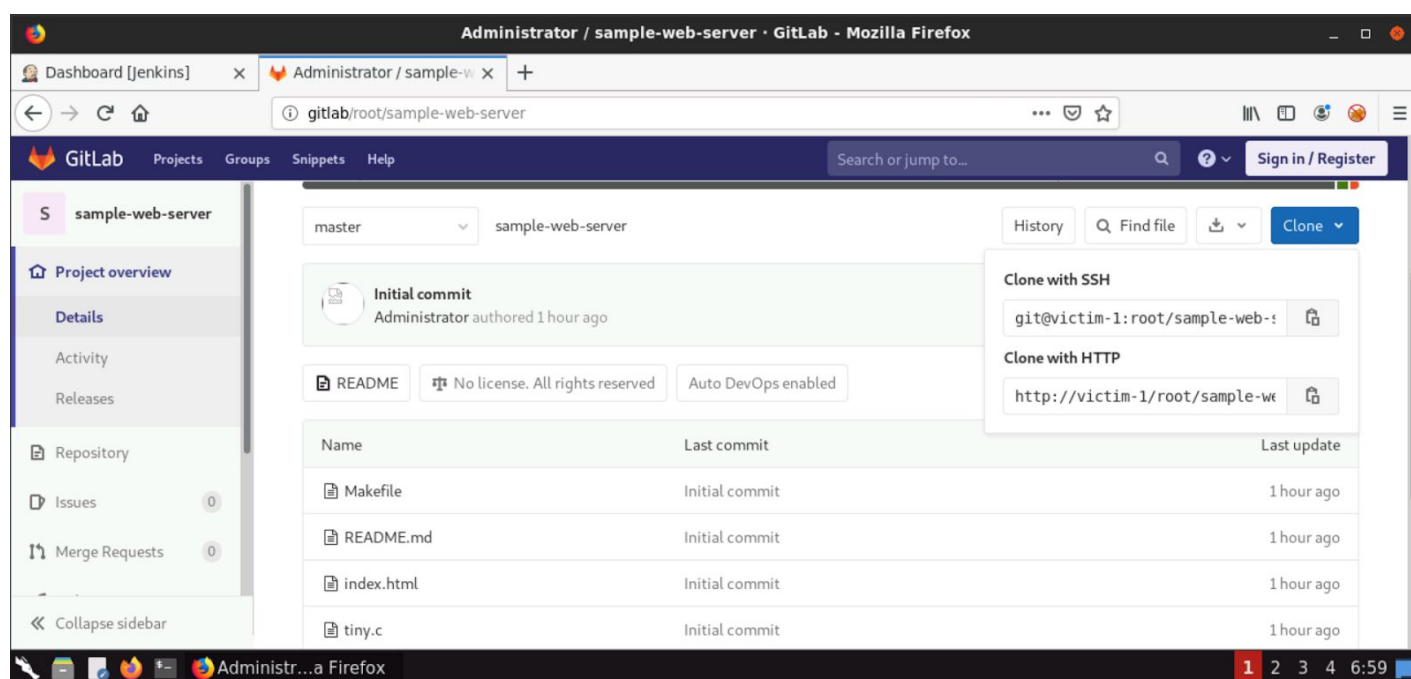 Administrator / sample-web-server · GitLab - Mozilla Firefox
Dashboard [Jenkins]
Administrator / sample-w
gitlab/root/sample-web-server
GitLab Projects Groups Snippets Help Search or jump to... Sign in / Register
S sample-web-server
Project overview
Details
Activity
Releases
Repository
Issues 0
Merge Requests 0
Collapse sidebar
master sample-web-server History Find file Clone
Initial commit
Administrator authored 1 hour ago
Clone with SSH
git@victim-1:root/sample-web-s
Clone with HTTP
http://victim-1/root/sample-we
README No license. All rights reserved Auto DevOps enabled
Name Last commit Last update
Makefile Initial commit 1 hour ago
README.md Initial commit 1 hour ago
index.html Initial commit 1 hour ago
tiny.c Initial commit 1 hour ago
Administr...a Firefox 1 2 3 4 6:59